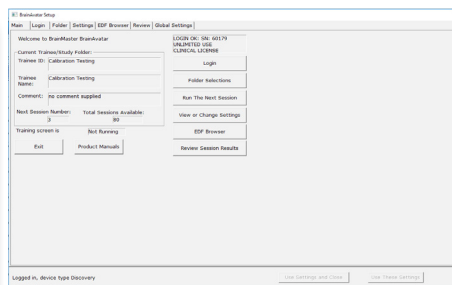 BrainAvatar Setup
Main Login Folder Settings EDF Browser Review Global Settings
Welcome to BrainMaster BrainAvatar
LOGIN OK: SN: 60179
UNLIMITED USE
CLINICAL LICENSE
Current Trainee/Study Folder:
Trainee ID: Calibration Testing
Login
Trainee Name: Calibration Testing
Folder Selections
Comment: no comment supplied
Run The Next Session
Next Session Number: Total Sessions Available:
3 80
View or Change Settings
Training screen is Not Running
EDF Browser
Exit Product Manuals
Review Session Results
Logged in, device type Discovery
Use Settings and Close Use These Settings